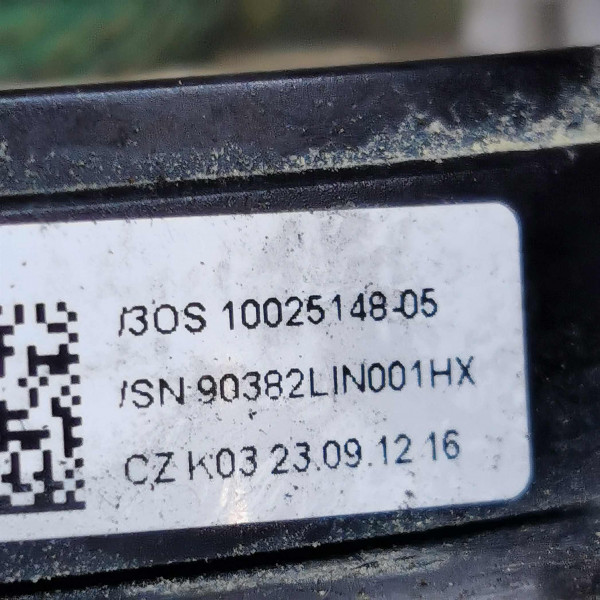 /3OS 10025148-05
/SN 90382LIN001HX
CZ K03 23.09.12 16